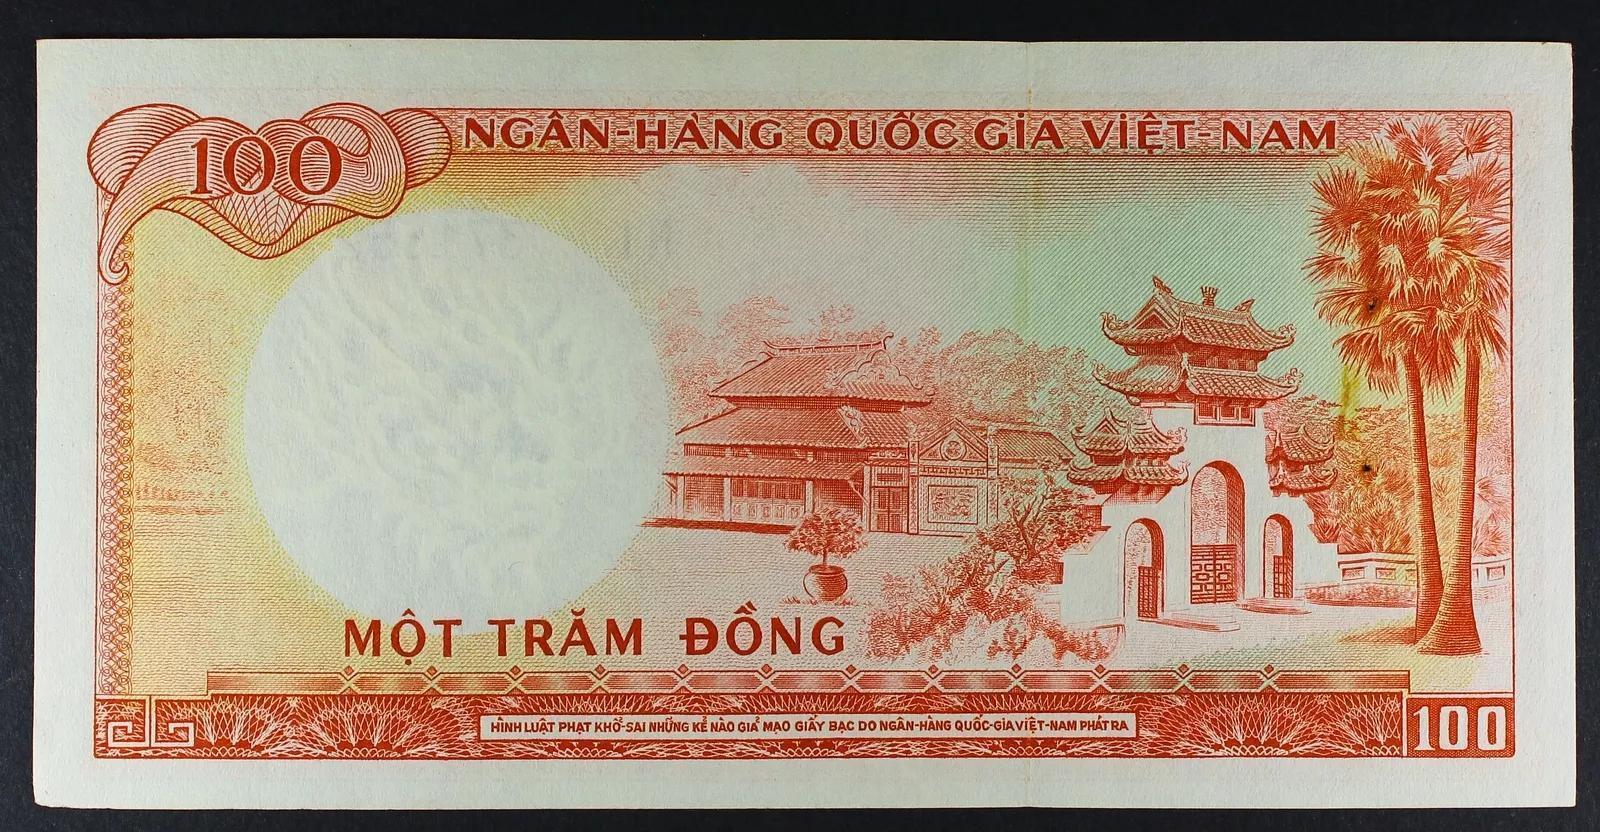 100
NGÂN-HÀNG QUỐC GIA VIỆT-NAM
MỘT TRĂM ĐỒNG
HÌNH LUẬT PHẠT KHỔ-SAI NHỮNG KẺ NÀO GIẢ MẠO GIẤY BẠC DO NGÂN-HÀNG QUỐC-GIA VIỆT-NAM PHÁT RA
100